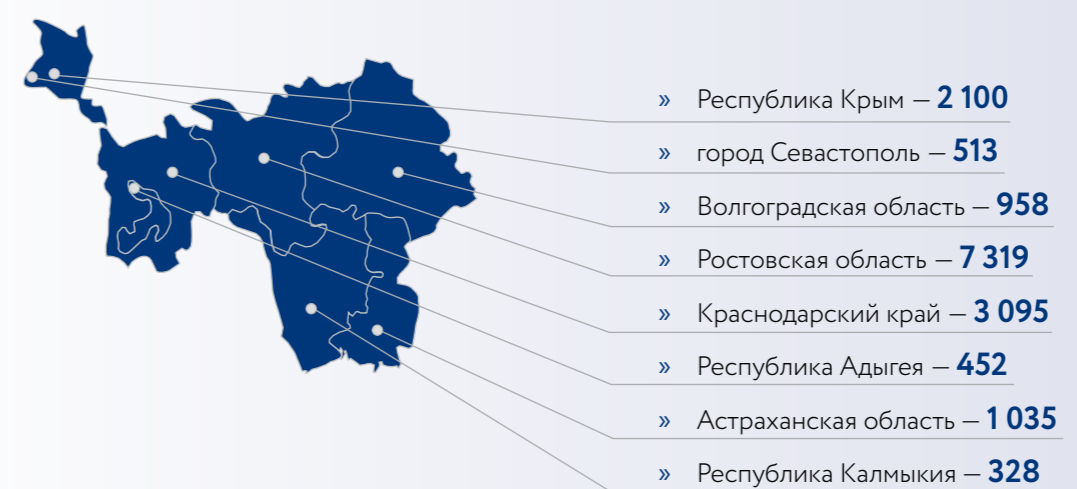 » Республика Крым — 2 100
» город Севастополь — 513
» Волгоградская область — 958
» Ростовская область — 7 319
» Краснодарский край — 3 095
» Республика Адыгея — 452
» Астраханская область — 1 035
» Республика Калмыкия — 328